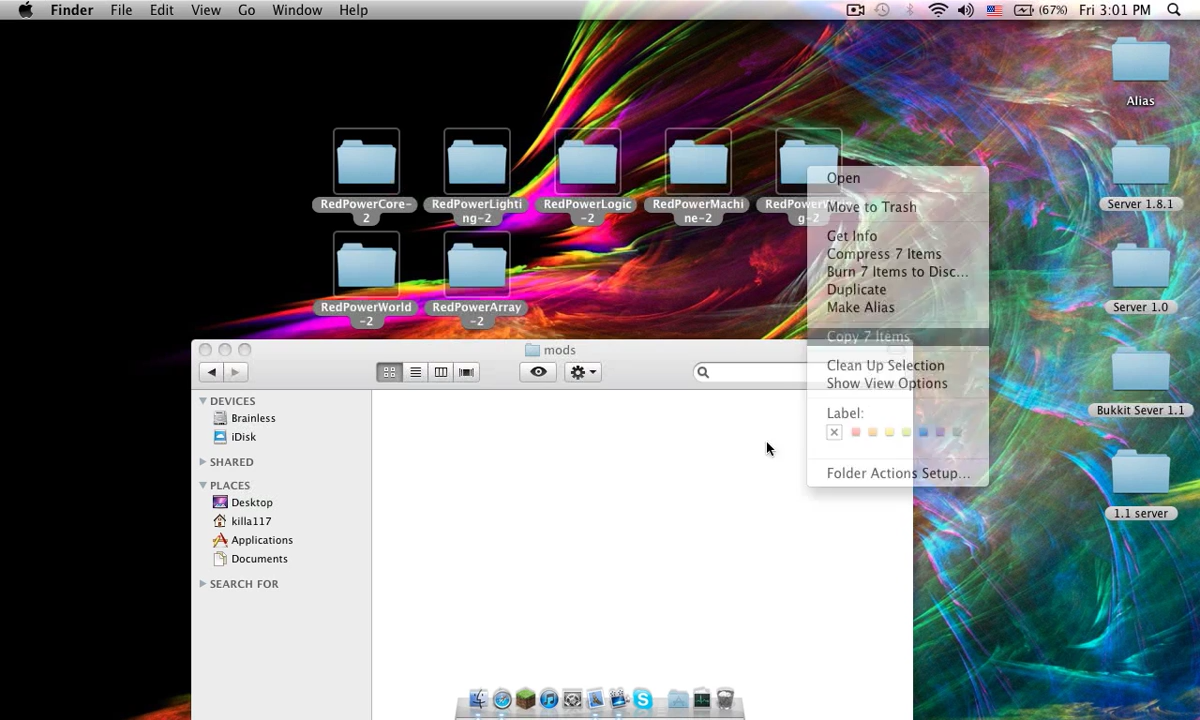 Finder File Edit View Go Window Help
(67%) Fri 3:01 PM
Alias
Server 1.8.1
Server 1.0
Bukkit Sever 1.1
1.1 server
RedPowerCore-
2
RedPowerLighti
ng-2
RedPowerLogic
-2
RedPowerMachi
ne-2
g-2
RedPowerWorld
-2
RedPowerArray
-2
Open
Move to Trash
Get Info
Compress 7 Items
Burn 7 Items to Disc...
Duplicate
Make Alias
Copy 7 Items
Clean Up Selection
Show View Options
Label:
Folder Actions Setup...
mods
DEVICES
Brainless
iDisk
SHARED
PLACES
Desktop
killa117
Applications
Documents
SEARCH FOR